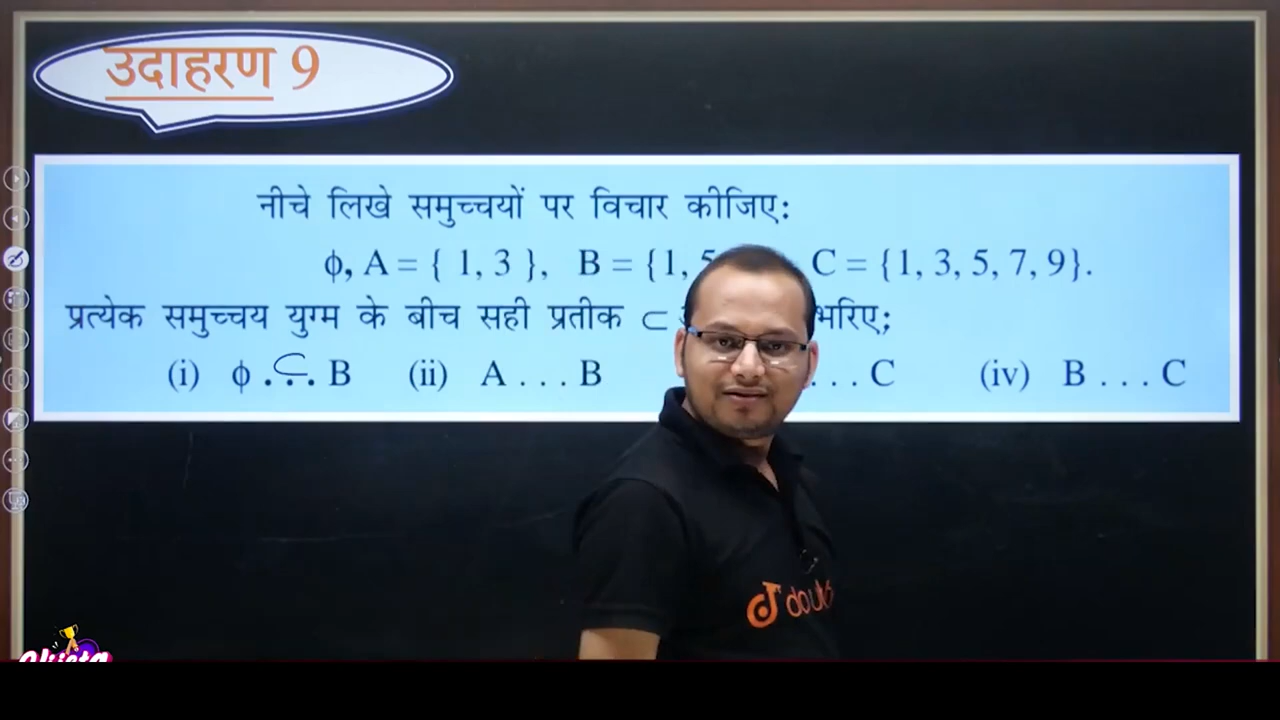 उदाहरण 9
नीचे लिखे समुच्चयों पर विचार कीजिए:
ϕ, A = { 1, 3 }, B = {1, 5 C = {1, 3, 5, 7, 9}.
प्रत्येक समुच्चय युग्म के बीच सही प्रतीक ⊂ भरिए;
(i) ϕ . ⊂ . . B (ii) A . . . B . . . C (iv) B . . . C
doubt